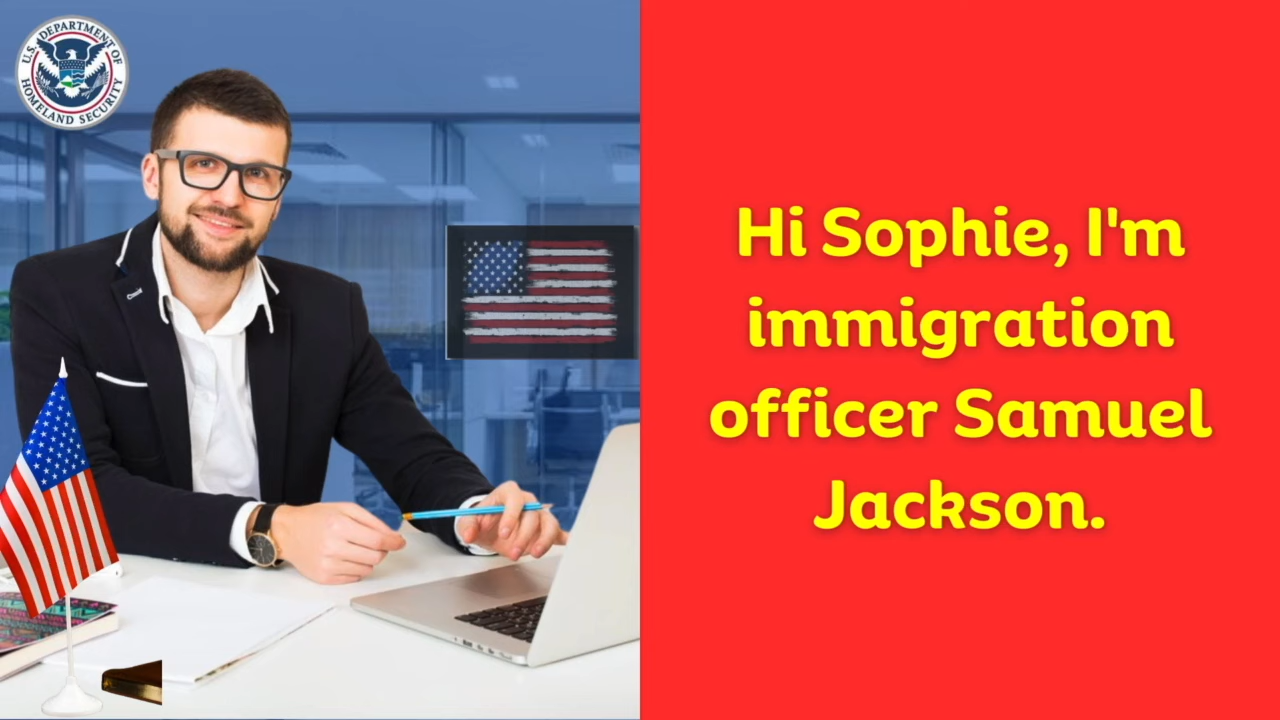 U.S. DEPARTMENT OF
HOMELAND SECURITY
Hi Sophie, I'm
immigration
officer Samuel
Jackson.